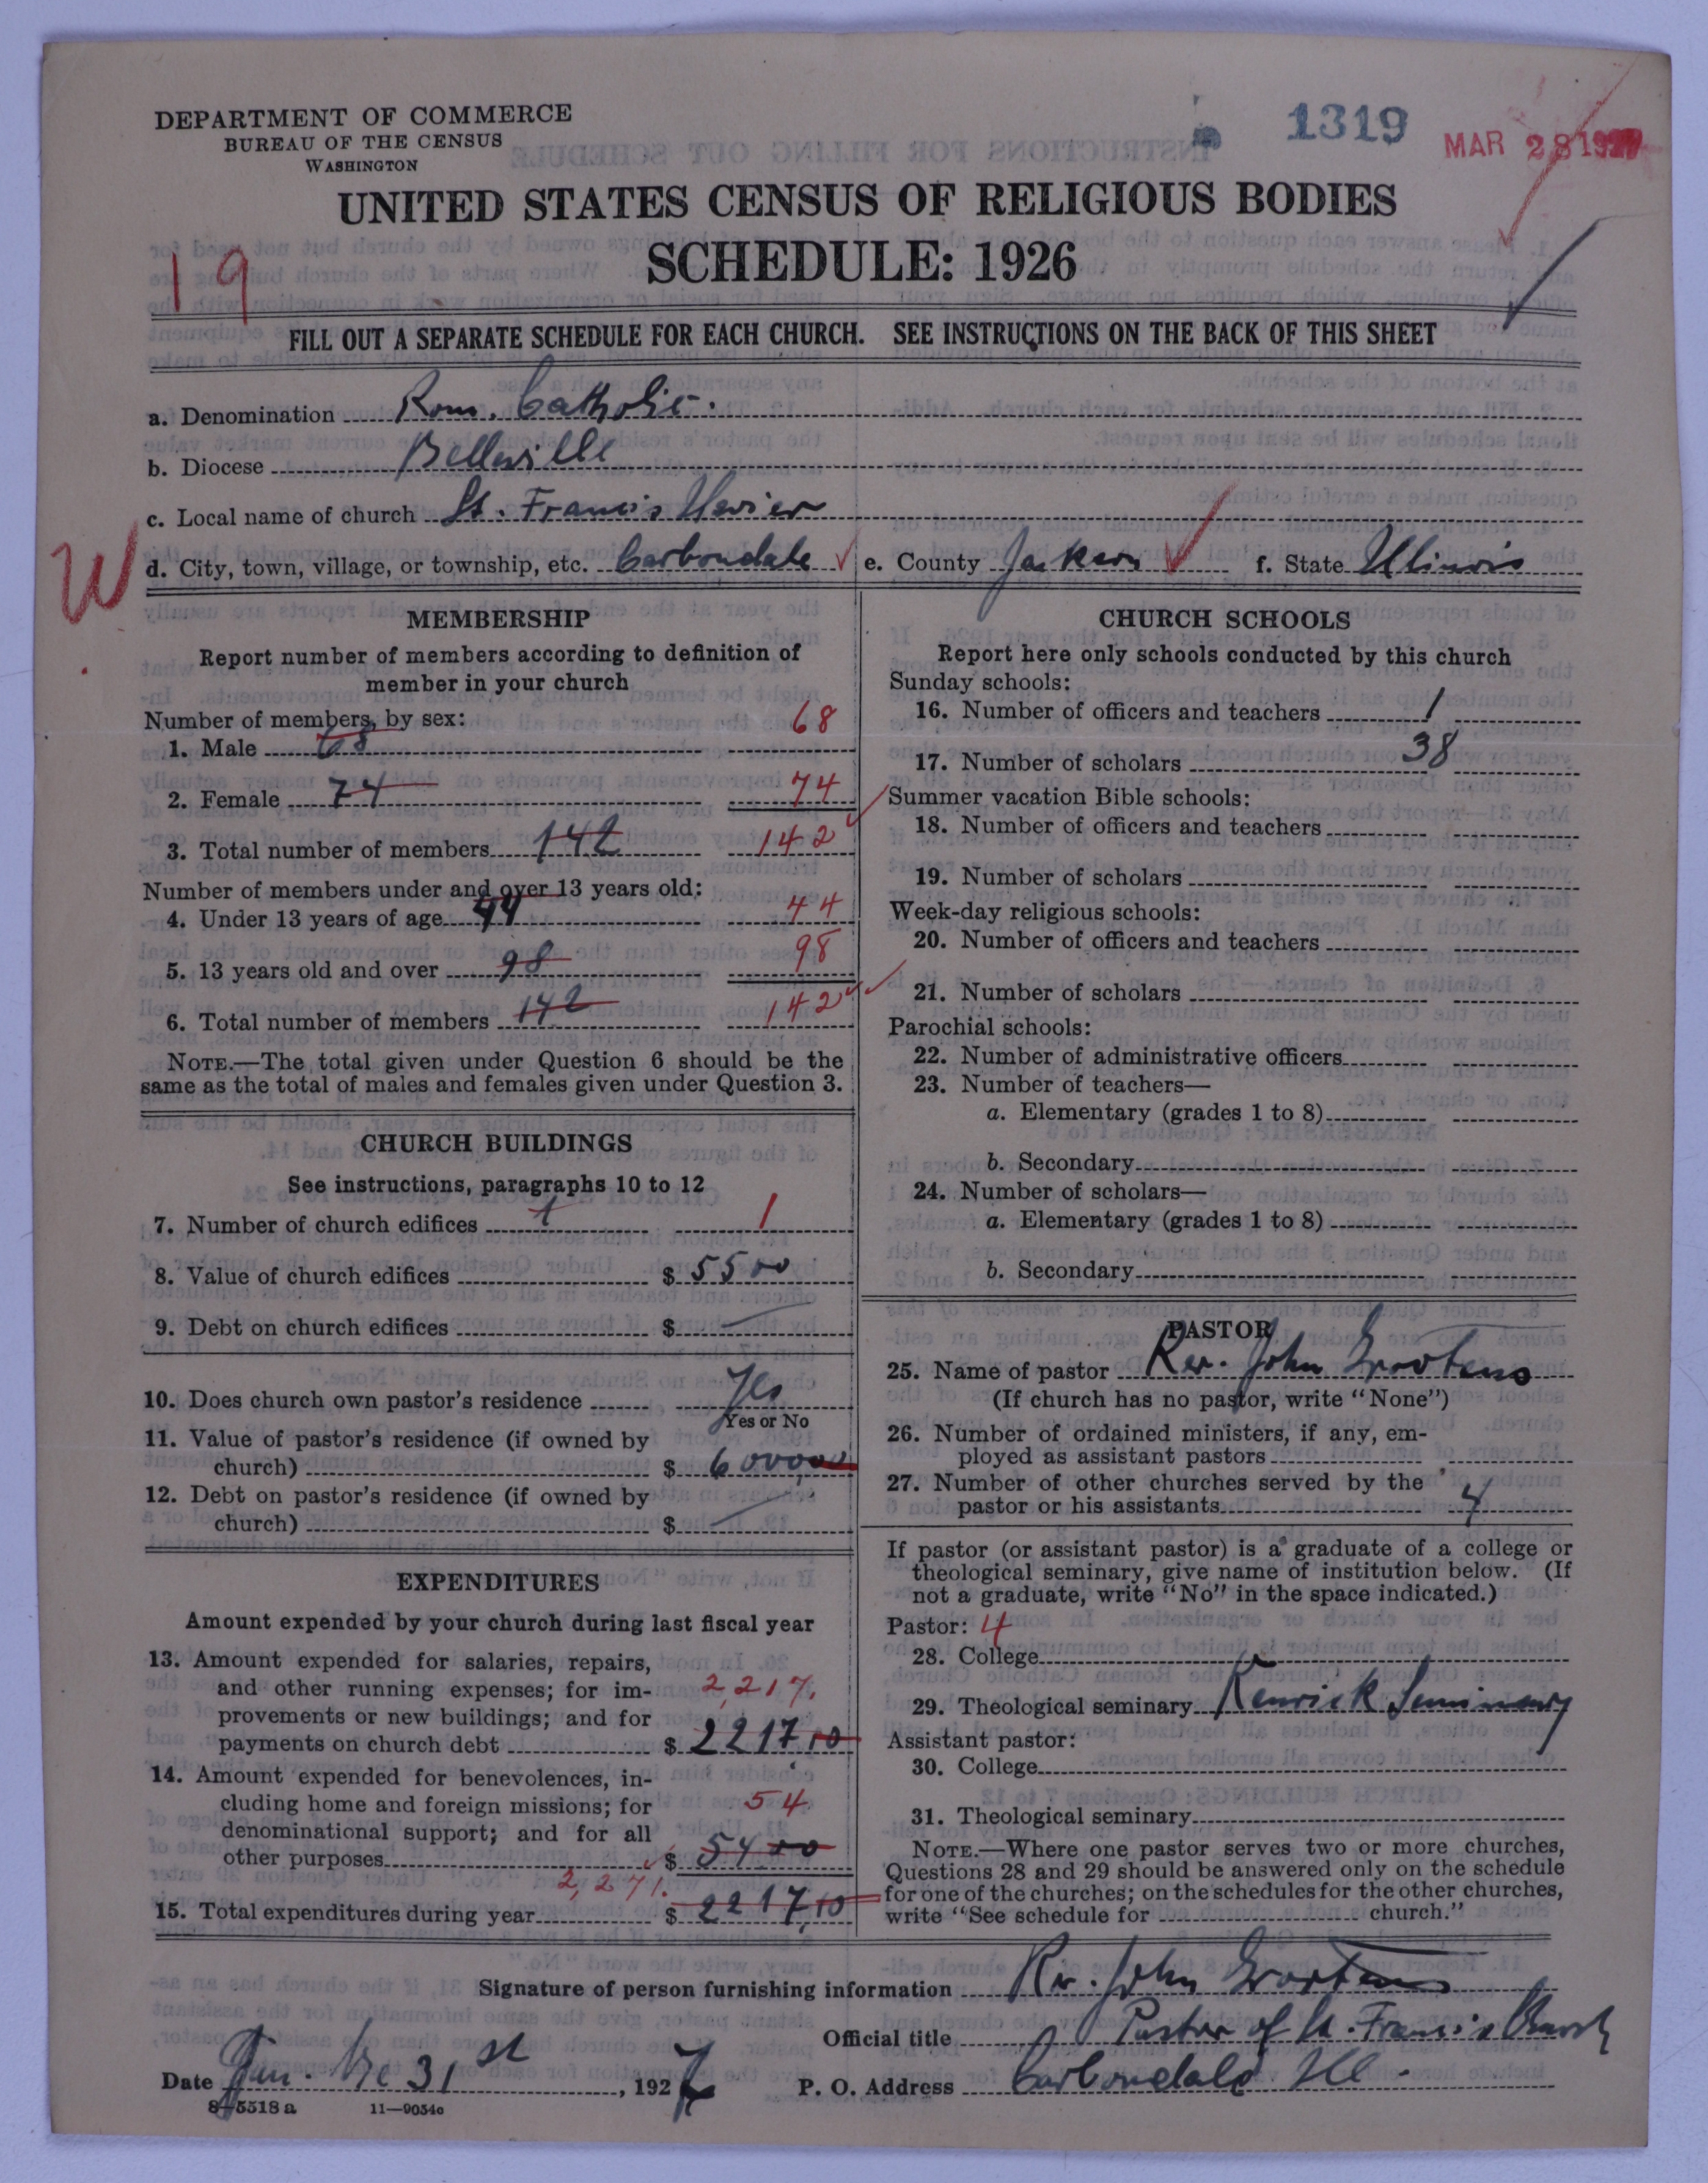 DEPARTMENT OF COMMERCE
BUREAU OF THE CENSUS
WASHINGTON
1319
MAR 28 1927
UNITED STATES CENSUS OF RELIGIOUS BODIES
SCHEDULE: 1926
19
FILL OUT A SEPARATE SCHEDULE FOR EACH CHURCH. SEE INSTRUCTIONS ON THE BACK OF THIS SHEET
a. Denomination Rom. Catholic.
b. Diocese Belleville
c. Local name of church St. Francis Xavier
W
d. City, town, village, or township, etc. Carbondale e. County Jackson f. State Illinois
MEMBERSHIP
Report number of members according to definition of
member in your church
Number of members, by sex:
1. Male 68 68
2. Female 74 74
3. Total number of members 142 142
Number of members under and over 13 years old:
4. Under 13 years of age 44 44
5. 13 years old and over 98 98
6. Total number of members 142 142
NOTE.—The total given under Question 6 should be the
same as the total of males and females given under Question 3.
CHURCH BUILDINGS
See instructions, paragraphs 10 to 12
7. Number of church edifices 1 1
8. Value of church edifices $ 5500
9. Debt on church edifices $ —
10. Does church own pastor's residence Yes
Yes or No
11. Value of pastor's residence (if owned by
church) $ 6000,00
12. Debt on pastor's residence (if owned by
church) $ —
EXPENDITURES
Amount expended by your church during last fiscal year
13. Amount expended for salaries, repairs,
and other running expenses; for im- 2,217.
provements or new buildings; and for
payments on church debt $ 2217,10
14. Amount expended for benevolences, in-
cluding home and foreign missions; for 54
denominational support; and for all
other purposes $ 54 00
2,271.
15. Total expenditures during year $ 2217,10
CHURCH SCHOOLS
Report here only schools conducted by this church
Sunday schools:
16. Number of officers and teachers 1
17. Number of scholars 38
Summer vacation Bible schools:
18. Number of officers and teachers
19. Number of scholars
Week-day religious schools:
20. Number of officers and teachers
21. Number of scholars
Parochial schools:
22. Number of administrative officers
23. Number of teachers—
a. Elementary (grades 1 to 8)
b. Secondary
24. Number of scholars—
a. Elementary (grades 1 to 8)
b. Secondary
PASTOR
25. Name of pastor Rev. John Grootens
(If church has no pastor, write "None")
26. Number of ordained ministers, if any, em-
ployed as assistant pastors
27. Number of other churches served by the
pastor or his assistants 4
If pastor (or assistant pastor) is a graduate of a college or
theological seminary, give name of institution below. (If
not a graduate, write "No" in the space indicated.)
Pastor: 4
28. College
29. Theological seminary Kenrick Seminary
Assistant pastor:
30. College
31. Theological seminary
NOTE.—Where one pastor serves two or more churches,
Questions 28 and 29 should be answered only on the schedule
for one of the churches; on the schedules for the other churches,
write "See schedule for church."
Signature of person furnishing information Rev. John Grootens
Official title Pastor of St. Francis Church
Date Jan. the 31st, 1927 P. O. Address Carbondale Ill.
8—5518 a 11—9054c